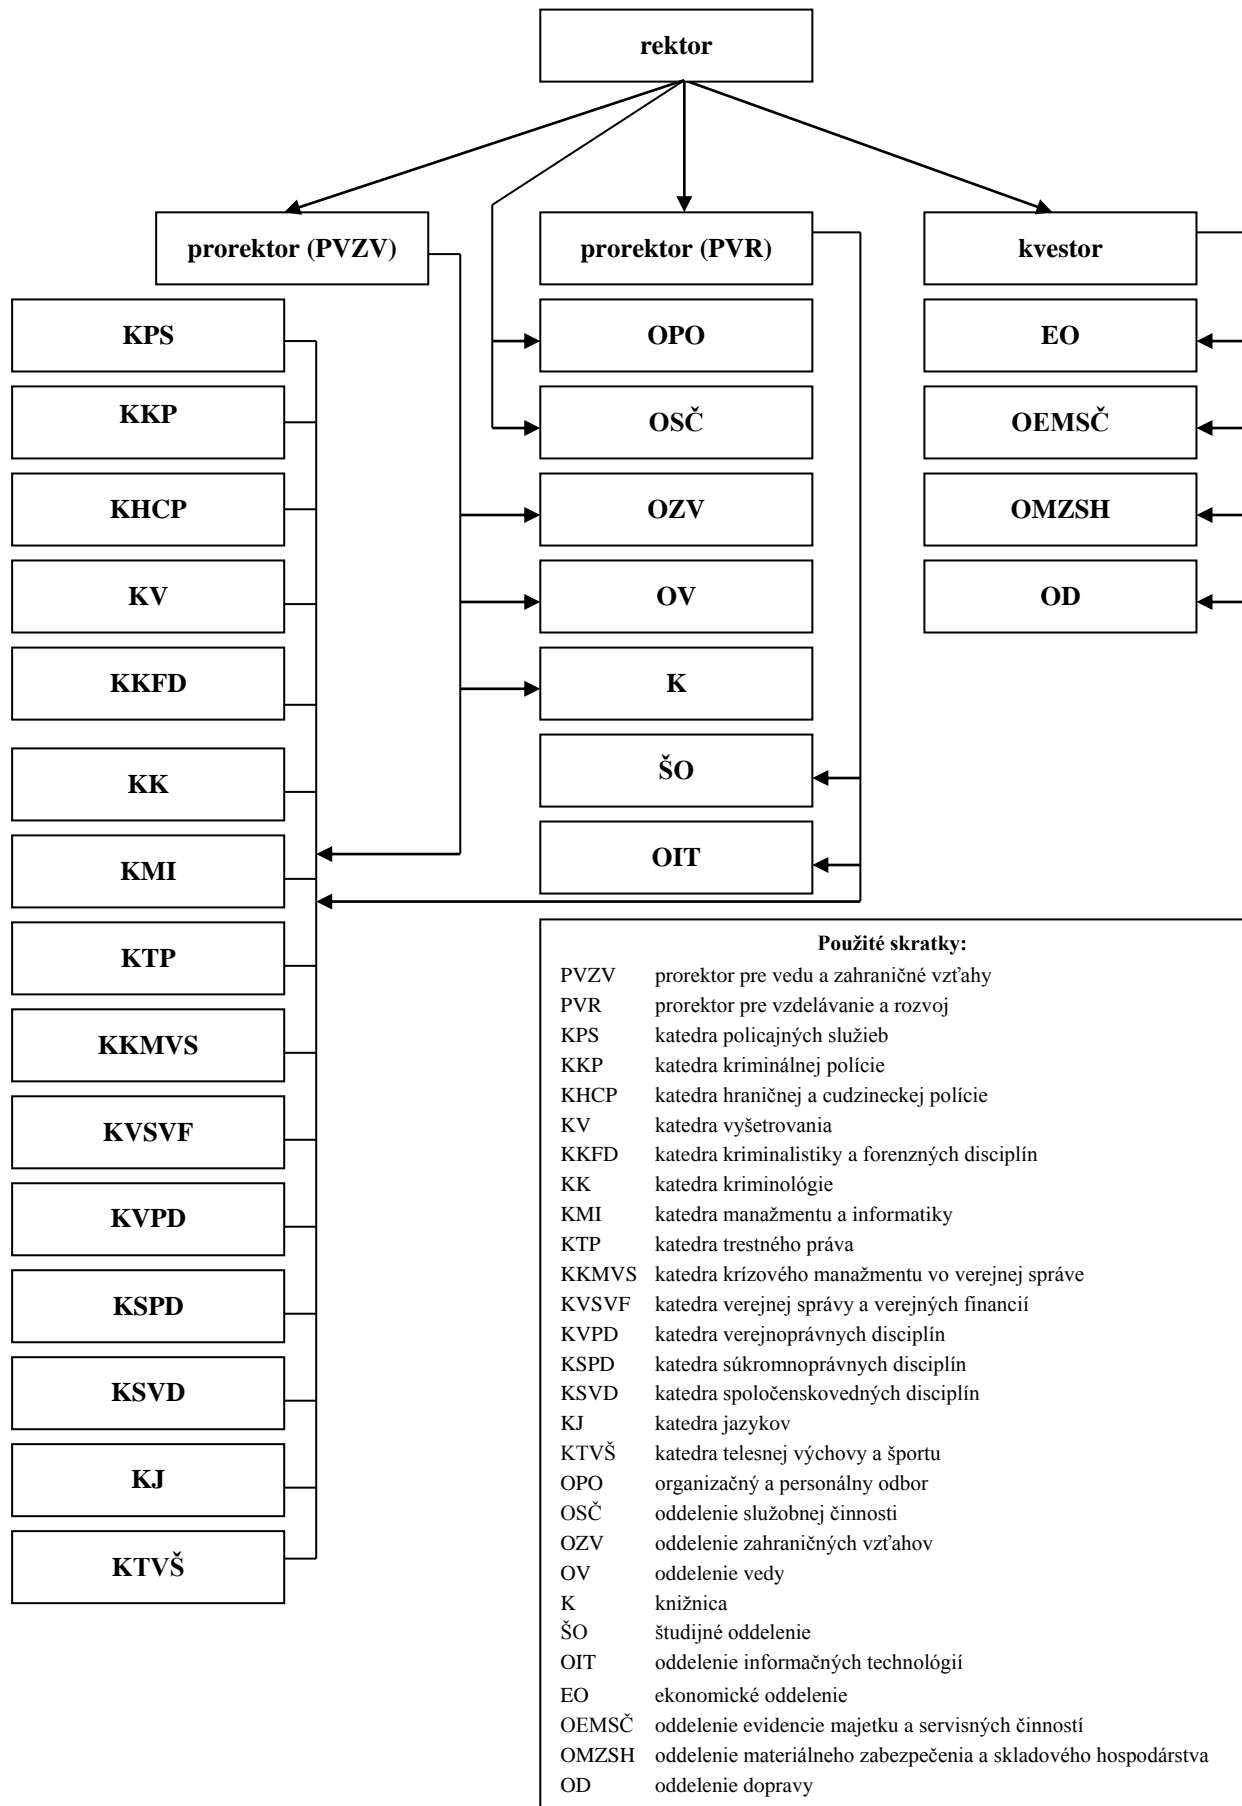 rektor
prorektor (PVZV)
prorektor (PVR)
kvestor
KPS
OPO
EO
KKP
OSČ
OEMSČ
KHCP
OZV
OMZSH
KV
OV
OD
KKFD
K
KK
ŠO
KMI
OIT
KTP
KKMVS
KVSVF
KVPD
KSPD
KSVD
KJ
KTVŠ
Použité skratky:
PVZV prorektor pre vedu a zahraničné vzťahy
PVR prorektor pre vzdelávanie a rozvoj
KPS katedra policajných služieb
KKP katedra kriminálnej polície
KHCP katedra hraničnej a cudzineckej polície
KV katedra vyšetrovania
KKFD katedra kriminalistiky a forenzných disciplín
KK katedra kriminológie
KMI katedra manažmentu a informatiky
KTP katedra trestného práva
KKMVS katedra krízového manažmentu vo verejnej správe
KVSVF katedra verejnej správy a verejných financií
KVPD katedra verejnoprávnych disciplín
KSPD katedra súkromnoprávnych disciplín
KSVD katedra spoločenskovedných disciplín
KJ katedra jazykov
KTVŠ katedra telesnej výchovy a športu
OPO organizačný a personálny odbor
OSČ oddelenie služobnej činnosti
OZV oddelenie zahraničných vzťahov
OV oddelenie vedy
K knižnica
ŠO študijné oddelenie
OIT oddelenie informačných technológií
EO ekonomické oddelenie
OEMSČ oddelenie evidencie majetku a servisných činností
OMZSH oddelenie materiálneho zabezpečenia a skladového hospodárstva
OD oddelenie dopravy